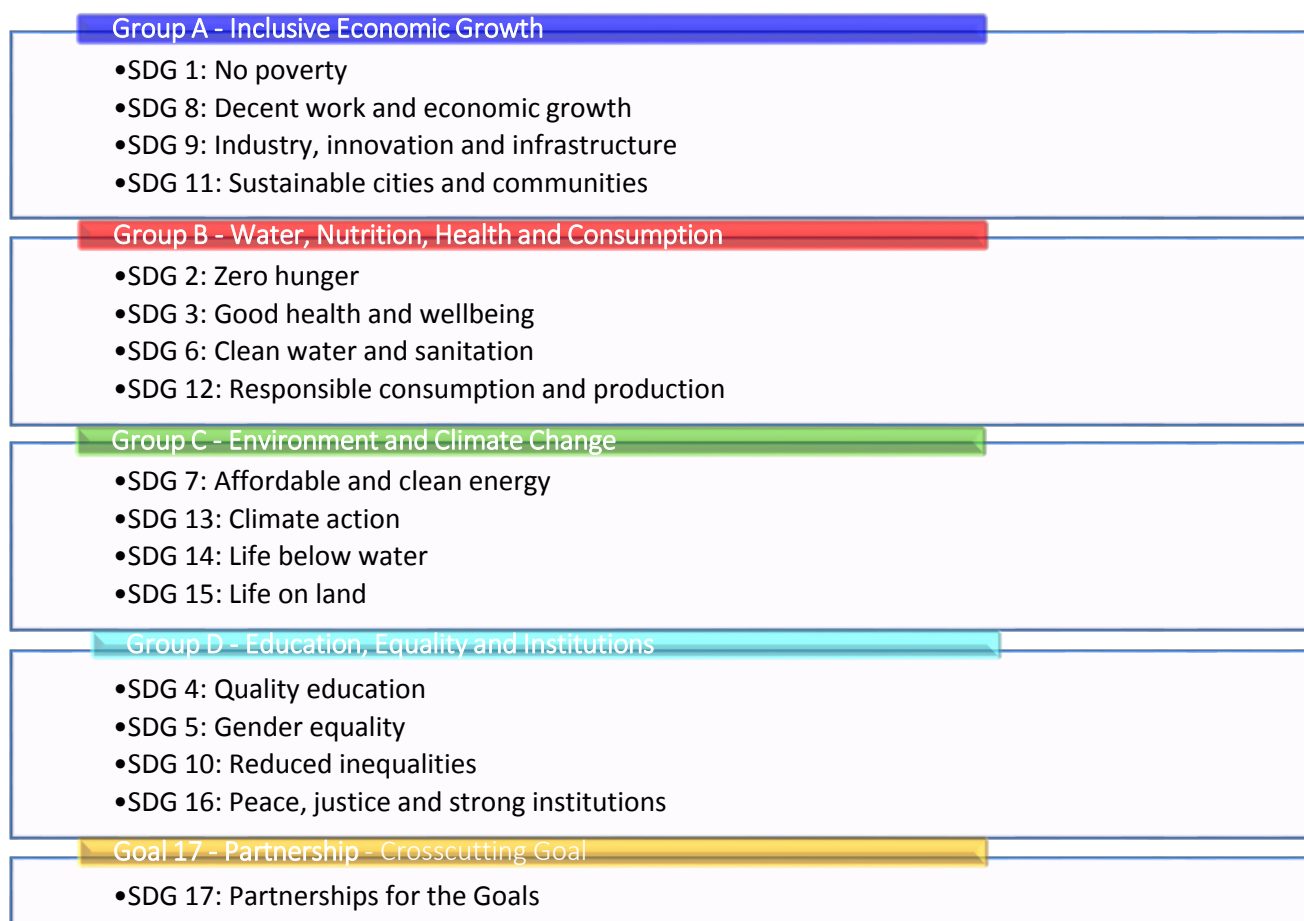 Group A - Inclusive Economic Growth
•SDG 1: No poverty
•SDG 8: Decent work and economic growth
•SDG 9: Industry, innovation and infrastructure
•SDG 11: Sustainable cities and communities
Group B - Water, Nutrition, Health and Consumption
•SDG 2: Zero hunger
•SDG 3: Good health and wellbeing
•SDG 6: Clean water and sanitation
•SDG 12: Responsible consumption and production
Group C - Environment and Climate Change
•SDG 7: Affordable and clean energy
•SDG 13: Climate action
•SDG 14: Life below water
•SDG 15: Life on land
Group D - Education, Equality and Institutions
•SDG 4: Quality education
•SDG 5: Gender equality
•SDG 10: Reduced inequalities
•SDG 16: Peace, justice and strong institutions
Goal 17 - Partnership - Crosscutting Goal
•SDG 17: Partnerships for the Goals